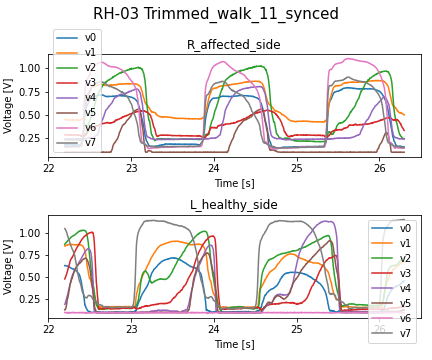 RH-03 Trimmed_walk_11_synced
R_affected_side
Voltage [V]
1.00
0.75
0.50
0.25
v0
v1
v2
v3
v4
v5
v6
v7
22 23 24 25 26
Time [s]
L_healthy_side
Voltage [V]
1.00
0.75
0.50
0.25
v0
v1
v2
v3
v4
v5
v6
v7
22 23 24 25 26
Time [s]